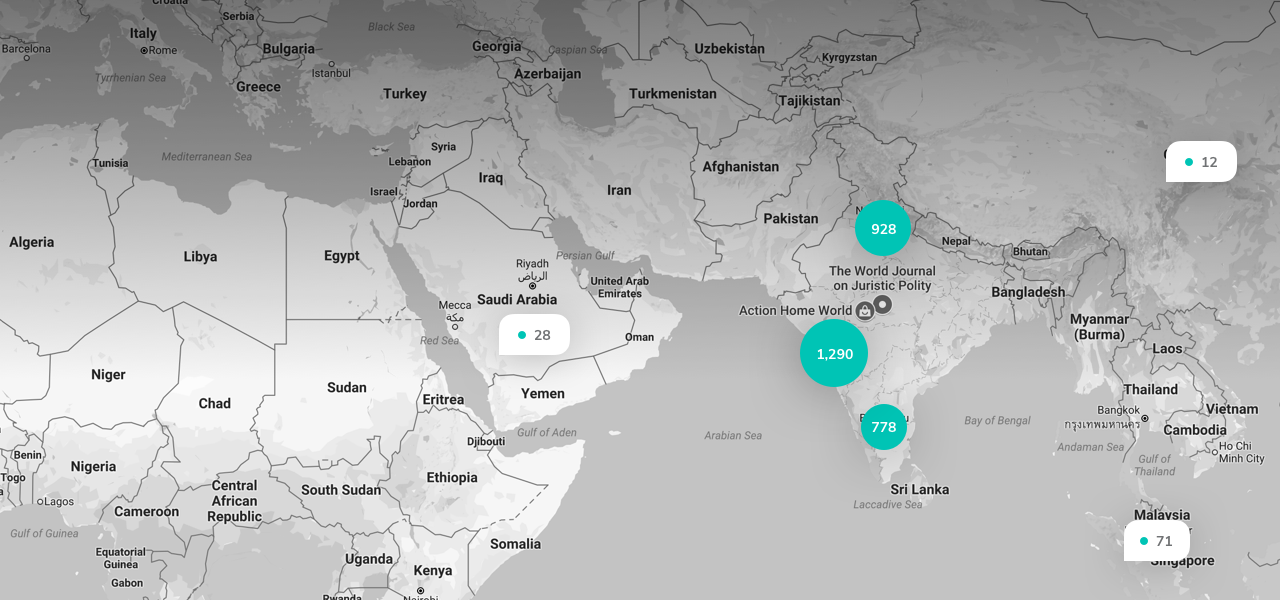 Croatia
Serbia
Italy
Rome
Barcelona
Bulgaria
Black Sea
Georgia
Caspian Sea
Uzbekistan
Kyrgyzstan
Istanbul
Tyrrhenian Sea
Greece
Azerbaijan
Turkey
Turkmenistan
Tajikistan
Syria
Tunisia
Mediterranean Sea
Lebanon
Afghanistan
12
Iraq
Iran
Israel
Jordan
Pakistan
928
Algeria
Libya
Egypt
Nepal
Bhutan
Persian Gulf
Riyadh
الرياض
United Arab
Emirates
The World Journal
on Juristic Polity
Bangladesh
Saudi Arabia
Mecca
مكة
Action Home World
Myanmar
(Burma)
28
Red Sea
Oman
1,290
Laos
Niger
Chad
Sudan
Eritrea
Yemen
Thailand
Bangkok
กรุงเทพมหานคร
Vietnam
778
Bay of Bengal
Arabian Sea
Gulf of Aden
Djibouti
Cambodia
Andaman Sea
Ho Chi
Minh City
Benin
Nigeria
Togo
Gulf of
Thailand
Ethiopia
Central
African
Republic
South Sudan
Sri Lanka
Laccadive Sea
Lagos
Cameroon
Malaysia
Gulf of Guinea
71
Somalia
Equatorial
Guinea
Uganda
Kenya
Singapore
Gabon
Rwanda
Nairobi